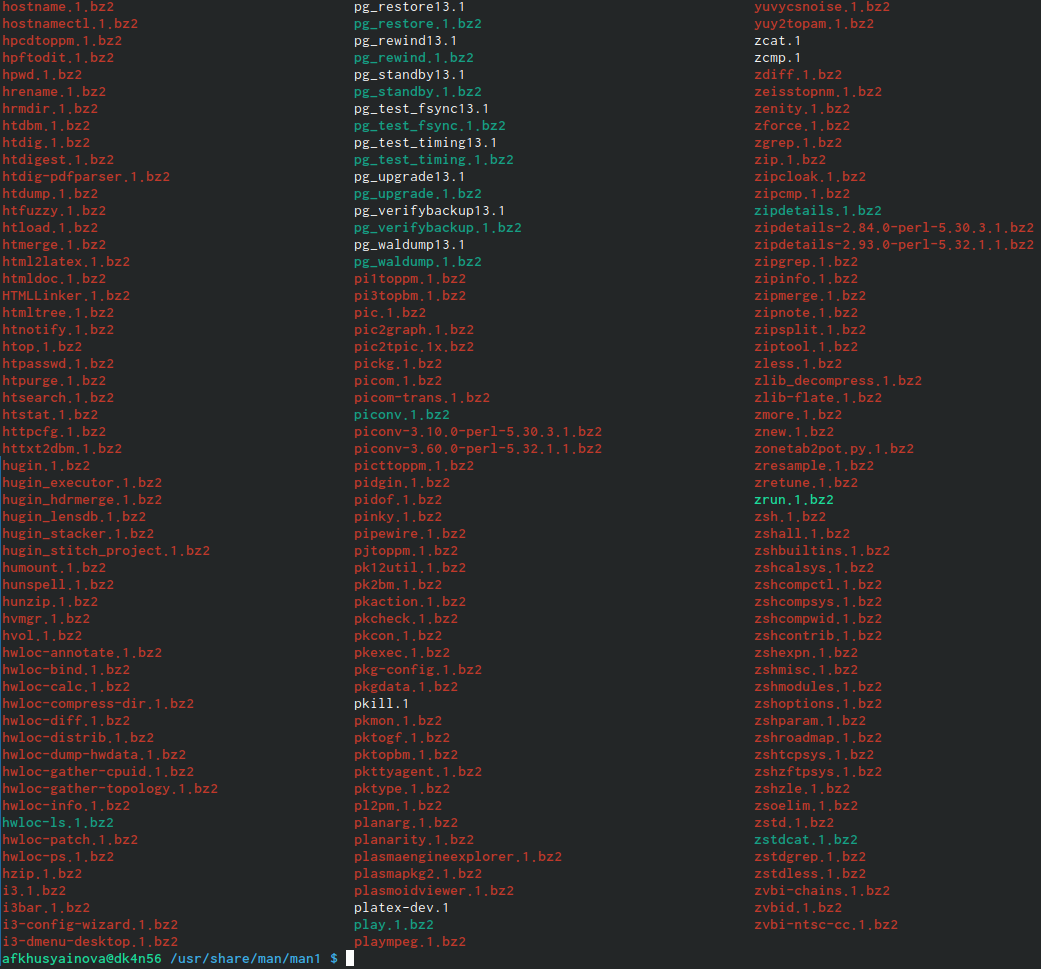 hostname.1.bz2 pg_restore13.1 yuvycsnoise.1.bz2
hostnamectl.1.bz2 pg_restore.1.bz2 yuy2topam.1.bz2
hpcdtoppm.1.bz2 pg_rewind13.1 zcat.1
hpftodit.1.bz2 pg_rewind.1.bz2 zcmp.1
hpwd.1.bz2 pg_standby13.1 zdiff.1.bz2
hrename.1.bz2 pg_standby.1.bz2 zeisstopnm.1.bz2
hrmdir.1.bz2 pg_test_fsync13.1 zenity.1.bz2
htdbm.1.bz2 pg_test_fsync.1.bz2 zforce.1.bz2
htdig.1.bz2 pg_test_timing13.1 zgrep.1.bz2
htdigest.1.bz2 pg_test_timing.1.bz2 zip.1.bz2
htdig-pdfparser.1.bz2 pg_upgrade13.1 zipcloak.1.bz2
htdump.1.bz2 pg_upgrade.1.bz2 zipcmp.1.bz2
htfuzzy.1.bz2 pg_verifybackup13.1 zipdetails.1.bz2
htload.1.bz2 pg_verifybackup.1.bz2 zipdetails-2.84.0-perl-5.30.3.1.bz2
htmerge.1.bz2 pg_waldump13.1 zipdetails-2.93.0-perl-5.32.1.1.bz2
html2latex.1.bz2 pg_waldump.1.bz2 zipgrep.1.bz2
htmldoc.1.bz2 pi1toppm.1.bz2 zipinfo.1.bz2
HTMLLinker.1.bz2 pi3topbm.1.bz2 zipmerge.1.bz2
htmltree.1.bz2 pic.1.bz2 zipnote.1.bz2
htnotify.1.bz2 pic2graph.1.bz2 zipsplit.1.bz2
htop.1.bz2 pic2tpic.1x.bz2 ziptool.1.bz2
htpasswd.1.bz2 pickg.1.bz2 zless.1.bz2
htpurge.1.bz2 picom.1.bz2 zlib_decompress.1.bz2
htsearch.1.bz2 picom-trans.1.bz2 zlib-flate.1.bz2
htstat.1.bz2 piconv.1.bz2 zmore.1.bz2
httpcfg.1.bz2 piconv-3.10.0-perl-5.30.3.1.bz2 znew.1.bz2
httxt2dbm.1.bz2 piconv-3.60.0-perl-5.32.1.1.bz2 zonetab2pot.py.1.bz2
hugin.1.bz2 picttoppm.1.bz2 zresample.1.bz2
hugin_executor.1.bz2 pidgin.1.bz2 zretune.1.bz2
hugin_hdrmerge.1.bz2 pidof.1.bz2 zrun.1.bz2
hugin_lensdb.1.bz2 pinky.1.bz2 zsh.1.bz2
hugin_stacker.1.bz2 pipewire.1.bz2 zshall.1.bz2
hugin_stitch_project.1.bz2 pjtoppm.1.bz2 zshbuiltins.1.bz2
humount.1.bz2 pk12util.1.bz2 zshcalsys.1.bz2
hunspell.1.bz2 pk2bm.1.bz2 zshcompctl.1.bz2
hunzip.1.bz2 pkaction.1.bz2 zshcompsys.1.bz2
hvmgr.1.bz2 pkcheck.1.bz2 zshcompwid.1.bz2
hvol.1.bz2 pkcon.1.bz2 zshcontrib.1.bz2
hwloc-annotate.1.bz2 pkexec.1.bz2 zshexpn.1.bz2
hwloc-bind.1.bz2 pkg-config.1.bz2 zshmisc.1.bz2
hwloc-calc.1.bz2 pkgdata.1.bz2 zshmodules.1.bz2
hwloc-compress-dir.1.bz2 pkill.1 zshoptions.1.bz2
hwloc-diff.1.bz2 pkmon.1.bz2 zshparam.1.bz2
hwloc-distrib.1.bz2 pktogf.1.bz2 zshroadmap.1.bz2
hwloc-dump-hwdata.1.bz2 pktopbm.1.bz2 zshtcpsys.1.bz2
hwloc-gather-cpuid.1.bz2 pkttyagent.1.bz2 zshzftpsys.1.bz2
hwloc-gather-topology.1.bz2 pktype.1.bz2 zshzle.1.bz2
hwloc-info.1.bz2 pl2pm.1.bz2 zsoelim.1.bz2
hwloc-ls.1.bz2 planarg.1.bz2 zstd.1.bz2
hwloc-patch.1.bz2 planarity.1.bz2 zstdcat.1.bz2
hwloc-ps.1.bz2 plasmaengineexplorer.1.bz2 zstdgrep.1.bz2
hzip.1.bz2 plasmapkg2.1.bz2 zstdless.1.bz2
i3.1.bz2 plasmoidviewer.1.bz2 zvbi-chains.1.bz2
i3bar.1.bz2 platex-dev.1 zvbid.1.bz2
i3-config-wizard.1.bz2 play.1.bz2 zvbi-ntsc-cc.1.bz2
i3-dmenu-desktop.1.bz2 plaympeg.1.bz2
afkhusyainova@dk4n56 /usr/share/man/man1 $